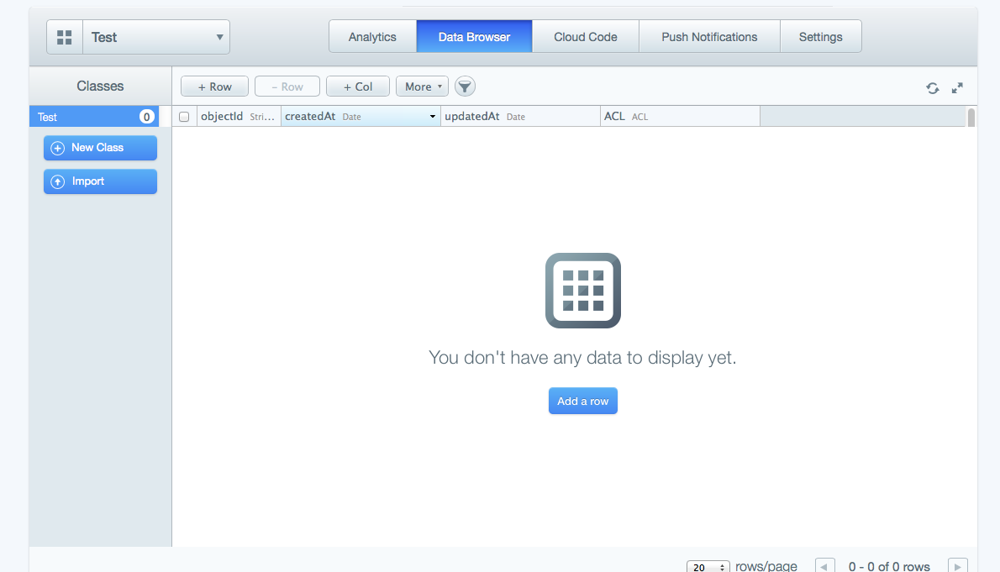 Test Analytics Data Browser Cloud Code Push Notifications Settings
Classes + Row – Row + Col More
Test 0 objectId Stri... createdAt Date updatedAt Date ACL ACL
New Class
Import
You don't have any data to display yet.
Add a row
20 rows/page 0 - 0 of 0 rows